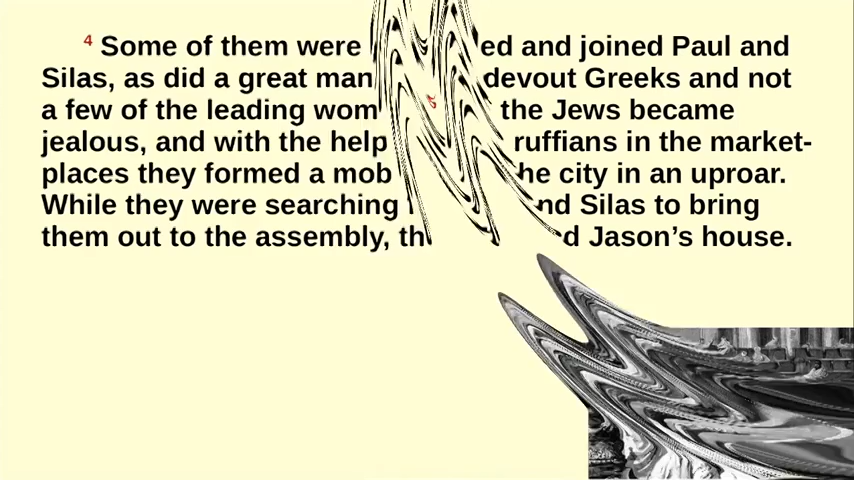 4 Some of them were ed and joined Paul and
Silas, as did a great man devout Greeks and not
a few of the leading wom the Jews became
jealous, and with the help ruffians in the market-
places they formed a mob he city in an uproar.
While they were searching nd Silas to bring
them out to the assembly, th d Jason’s house.